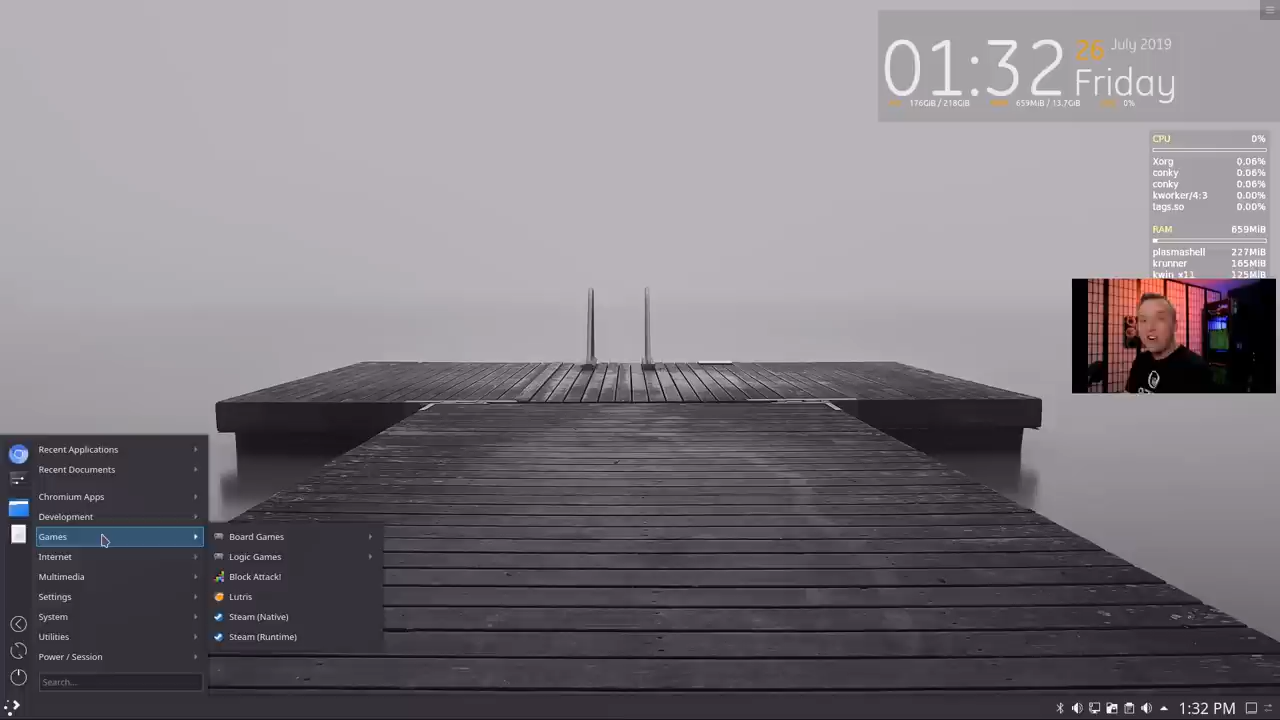 01:32
26 July 2019
Friday
176GiB / 218GiB 659MiB / 13.7GiB 0%
CPU 0%
Xorg 0.06%
conky 0.06%
conky 0.06%
kworker/4:3 0.00%
tags.so 0.00%
RAM 659MiB
plasmashell 227MiB
krunner 165MiB
kwin_x11 125MiB
Recent Applications
Recent Documents
Chromium Apps
Development
Games
Internet
Multimedia
Settings
System
Utilities
Power / Session
Search...
Board Games
Logic Games
Block Attack!
Lutris
Steam (Native)
Steam (Runtime)
1:32 PM